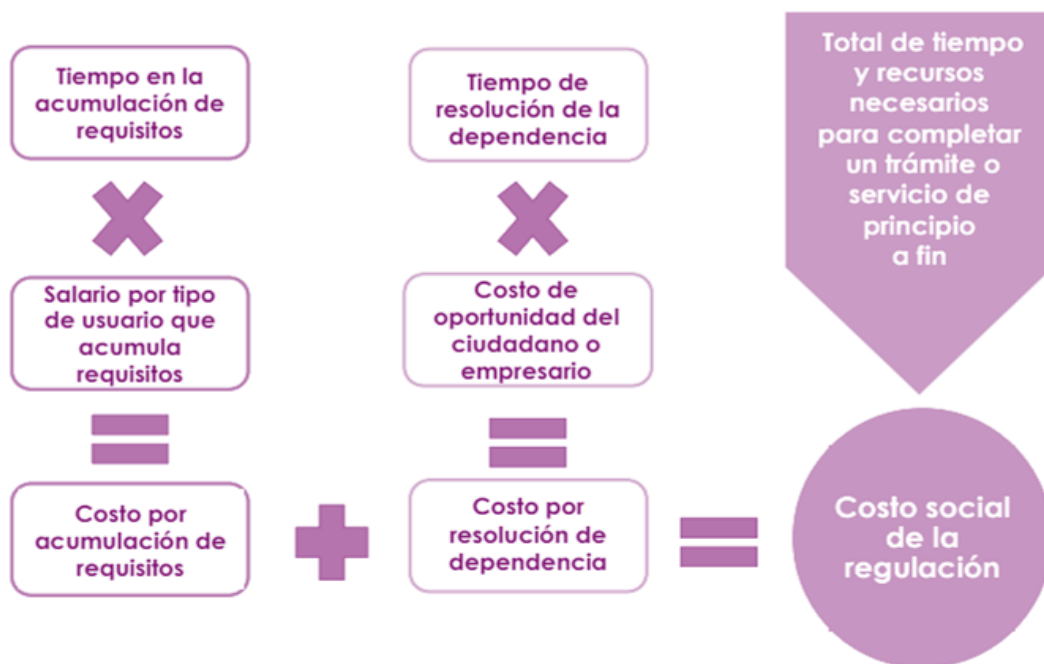 Tiempo en la
acumulación de
requisitos
Tiempo de
resolución de la
dependencia
Total de tiempo
y recursos
necesarios
para completar
un trámite o
servicio de
principio
a fin
Salario por tipo
de usuario que
acumula
requisitos
Costo de
oportunidad del
ciudadano o
empresario
Costo por
acumulación de
requisitos
Costo por
resolución de
dependencia
Costo social
de la
regulación